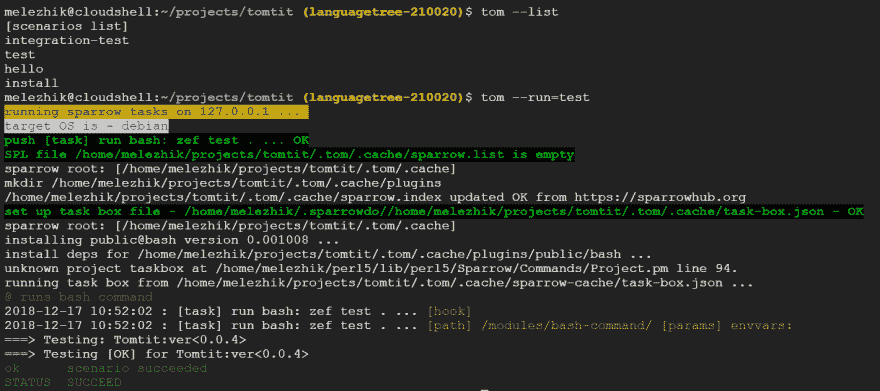 melezhik@cloudshell:~/projects/tomtit (languagetree-210020)$ tom --list
[scenarios list]
integration-test
test
hello
install
melezhik@cloudshell:~/projects/tomtit (languagetree-210020)$ tom --run=test
running sparrow tasks on 127.0.0.1 ...
target OS is - debian
push [task] run bash: zef test . ... OK
SPL file /home/melezhik/projects/tomtit/.tom/.cache/sparrow.list is empty
sparrow root: [/home/melezhik/projects/tomtit/.tom/.cache]
mkdir /home/melezhik/projects/tomtit/.tom/.cache/plugins
/home/melezhik/projects/tomtit/.tom/.cache/sparrow.index updated OK from https://sparrowhub.org
set up task box file - /home/melezhik/.sparrowdo//home/melezhik/projects/tomtit/.tom/.cache/task-box.json - OK
sparrow root: [/home/melezhik/projects/tomtit/.tom/.cache]
installing public@bash version 0.001008 ...
install deps for /home/melezhik/projects/tomtit/.tom/.cache/plugins/public/bash ...
unknown project taskbox at /home/melezhik/perl5/lib/perl5/Sparrow/Commands/Project.pm line 94.
running task box from /home/melezhik/projects/tomtit/.tom/.cache/sparrow-cache/task-box.json ...
@ runs bash command
2018-12-17 10:52:02 : [task] run bash: zef test . ... [hook]
2018-12-17 10:52:02 : [task] run bash: zef test . ... [path] /modules/bash-command/ [params] envvars:
===> Testing: Tomtit:ver<0.0.4>
===> Testing [OK] for Tomtit:ver<0.0.4>
ok scenario succeeded
STATUS SUCCEED